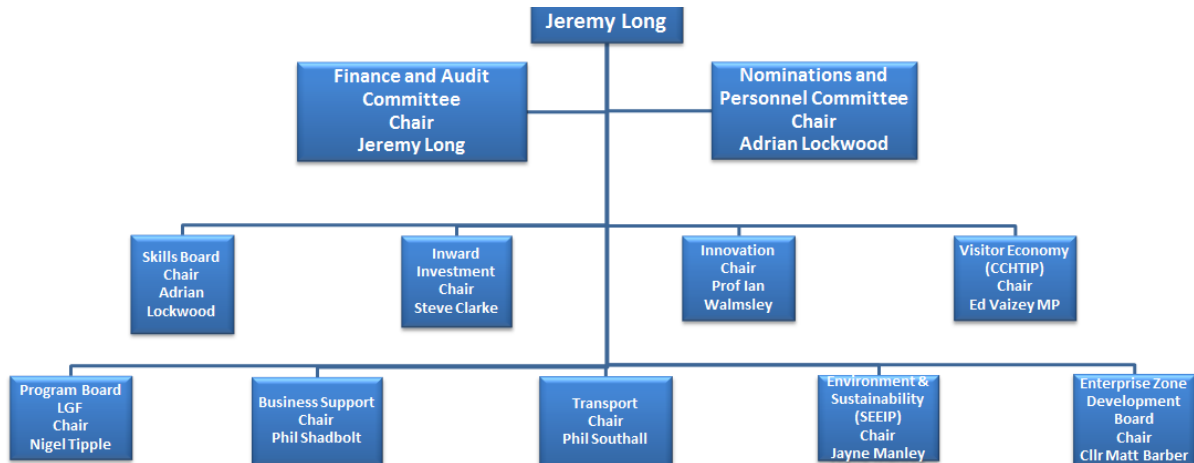 Jeremy Long
Finance and Audit
Committee
Chair
Jeremy Long
Nominations and
Personnel Committee
Chair
Adrian Lockwood
Skills Board
Chair
Adrian
Lockwood
Inward
Investment
Chair
Steve Clarke
Innovation
Chair
Prof Ian
Walmsley
Visitor Economy
(CCHTIP)
Chair
Ed Vaizey MP
Program Board
LGF
Chair
Nigel Tipple
Business Support
Chair
Phil Shadbolt
Transport
Chair
Phil Southall
Environment &
Sustainability
(SEEIP)
Chair
Jayne Manley
Enterprise Zone
Development
Board
Chair
Cllr Matt Barber